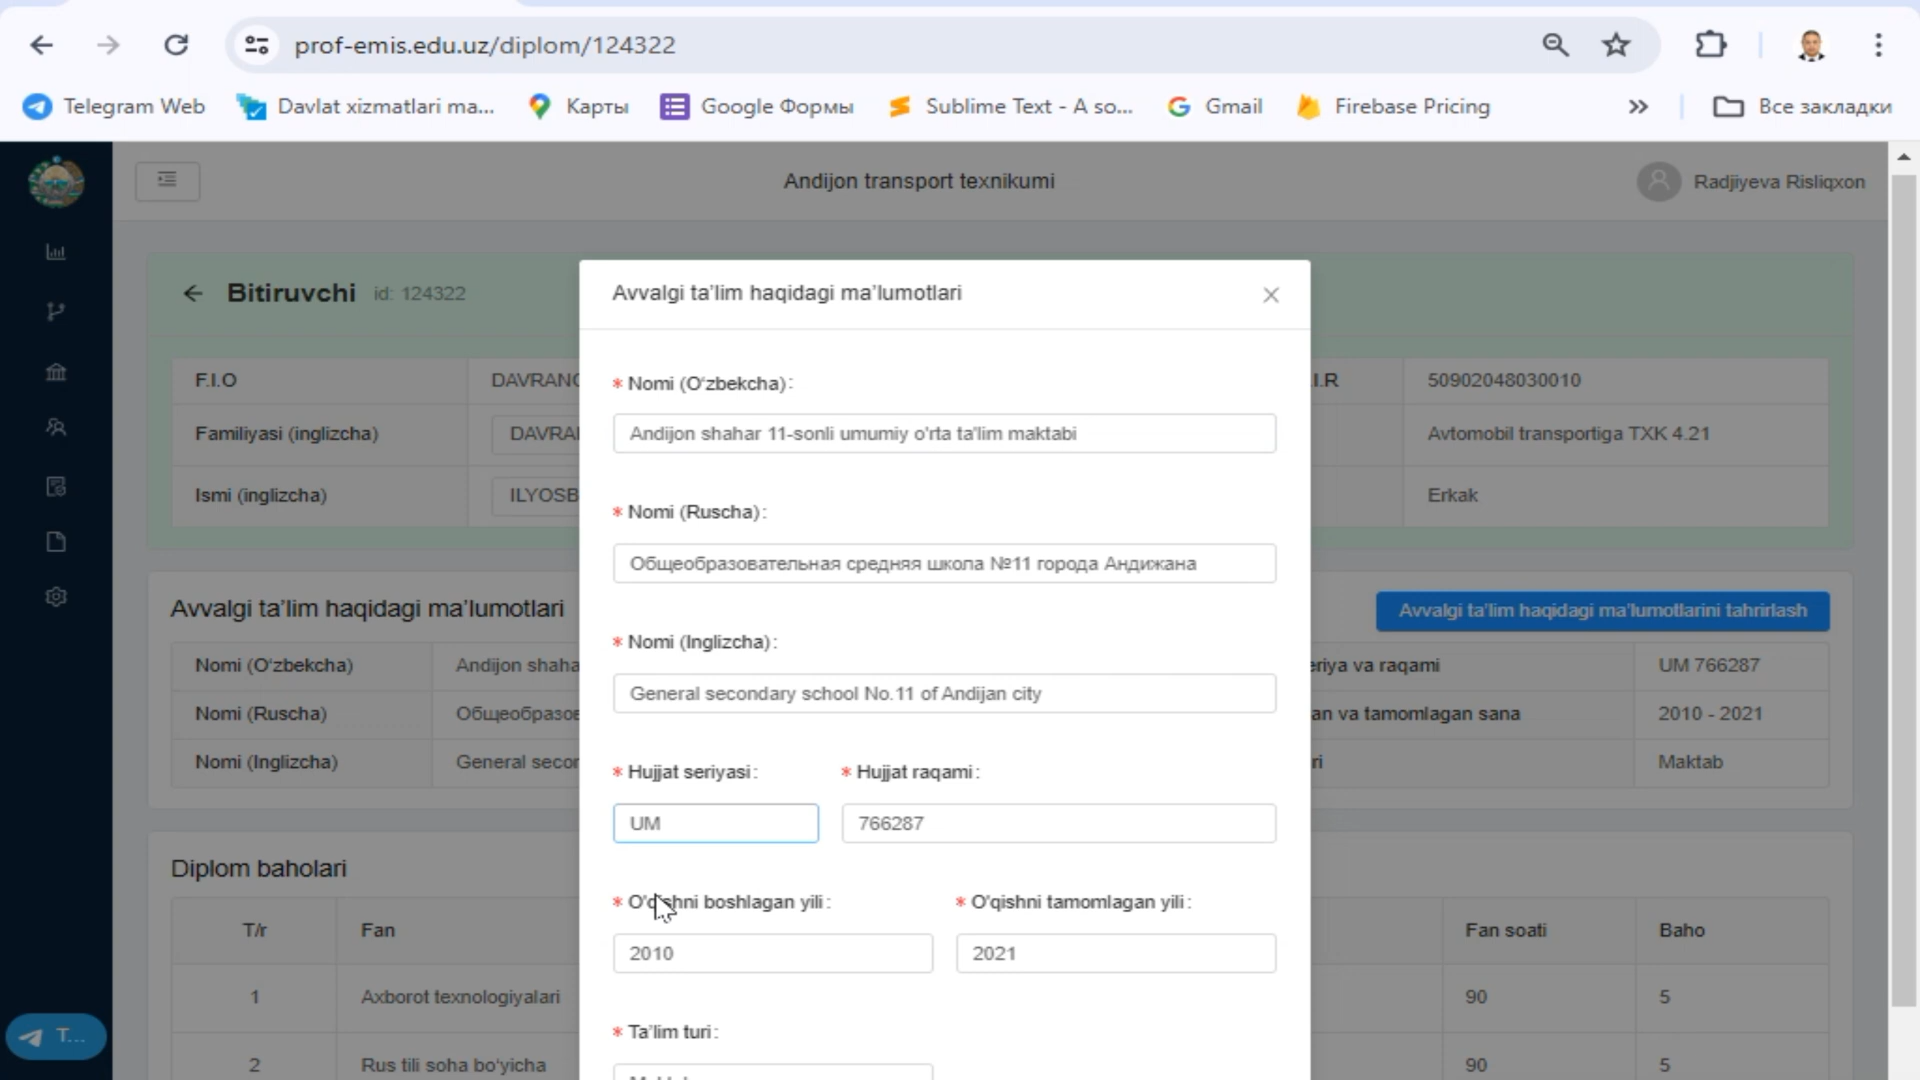 prof-emis.edu.uz/diplom/124322
Telegram Web
Davlat xizmatlari ma...
Карты
Google Формы
Sublime Text - A so...
Gmail
Firebase Pricing
»
Все закладки
Andijon transport texnikumi
Radjiyeva Risliqxon
Bitiruvchi id: 124322
F.I.O
DAVRANO
.I.R
50902048030010
Familiyasi (inglizcha)
DAVRAI
Avtomobil transportiga TXK 4.21
Ismi (inglizcha)
ILYOSB
Erkak
Avvalgi ta'lim haqidagi ma'lumotlari
Avvalgi ta'lim haqidagi ma'lumotlarini tahrirlash
Nomi (O'zbekcha)
Andijon shaha
eriya va raqami
UM 766287
Nomi (Ruscha)
Общеобразов
an va tamomlagan sana
2010 - 2021
Nomi (Inglizcha)
General secor
ri
Maktab
Diplom baholari
T/r
Fan
Fan soati
Baho
1
Axborot texnologiyalari
90
5
2
Rus tili soha bo'yicha
90
5
T...
Avvalgi ta'lim haqidagi ma'lumotlari
* Nomi (O'zbekcha):
Andijon shahar 11-sonli umumiy o'rta ta'lim maktabi
* Nomi (Ruscha):
Общеобразовательная средняя школа №11 города Андижана
* Nomi (Inglizcha):
General secondary school No.11 of Andijan city
* Hujjat seriyasi:
* Hujjat raqami:
UM
766287
* O'qishni boshlagan yili:
* O'qishni tamomlagan yili:
2010
2021
* Ta'lim turi: